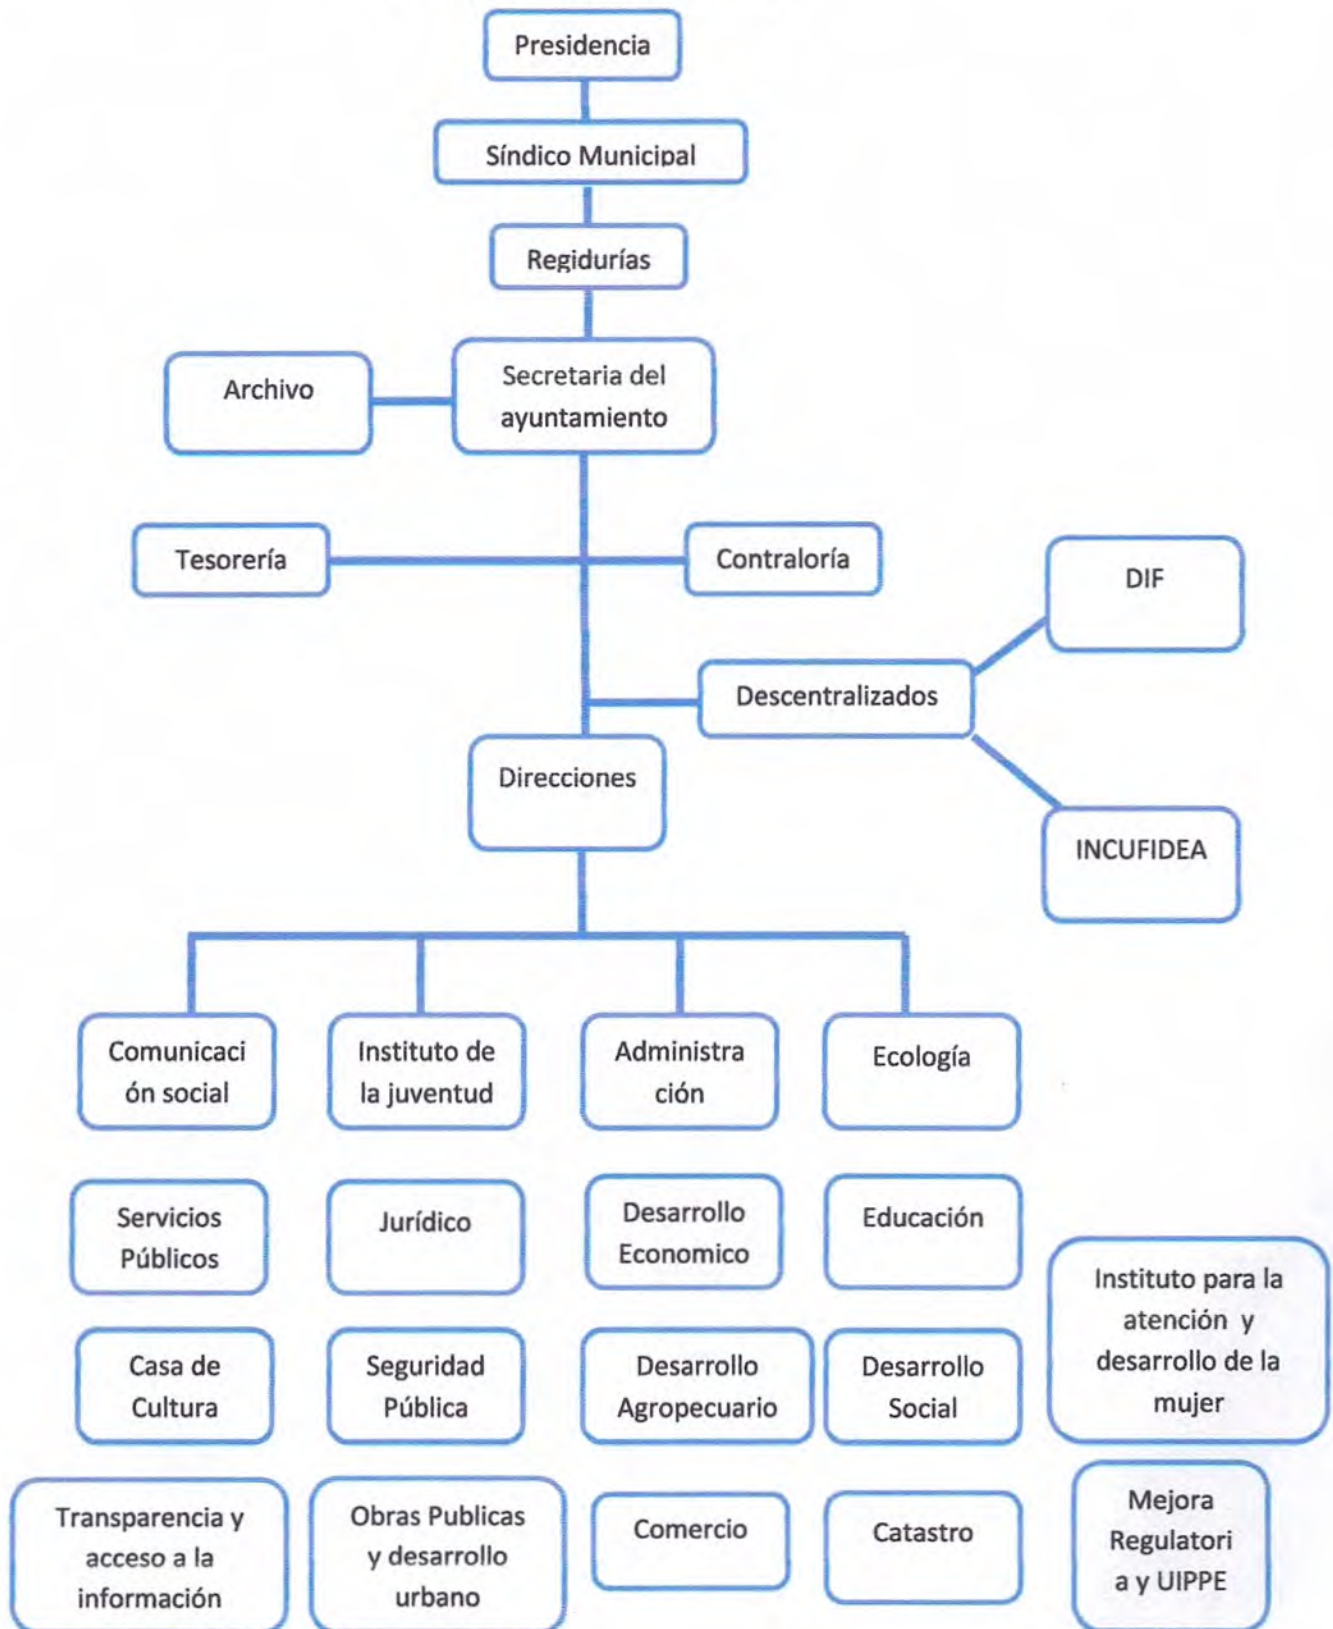 Presidencia
Síndico Municipal
Regidurías
Archivo
Secretaria del
ayuntamiento
Tesorería
Contraloría
DIF
Descentralizados
Direcciones
INCUFIDEA
Comunicaci
ón social
Instituto de
la juventud
Administra
ción
Ecología
Servicios
Públicos
Jurídico
Desarrollo
Economico
Educación
Instituto para la
atención y
desarrollo de la
mujer
Casa de
Cultura
Seguridad
Pública
Desarrollo
Agropecuario
Desarrollo
Social
Transparencia y
acceso a la
información
Obras Publicas
y desarrollo
urbano
Comercio
Catastro
Mejora
Regulatori
a y UIPPE